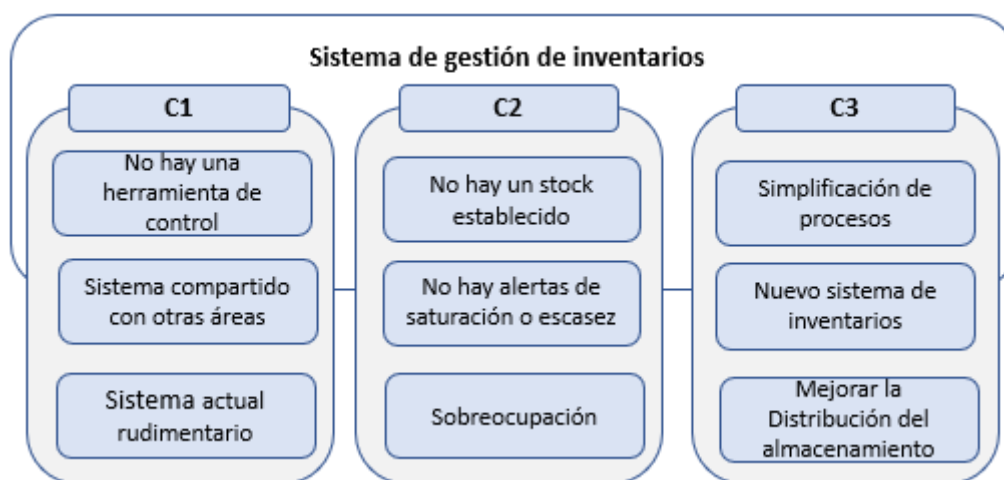 Sistema de gestión de inventarios
C1
No hay una
herramienta de
control
Sistema compartido
con otras áreas
Sistema actual
rudimentario
C2
No hay un stock
establecido
No hay alertas de
saturación o escasez
Sobreocupación
C3
Simplificación de
procesos
Nuevo sistema de
inventarios
Mejorar la
Distribución del
almacenamiento